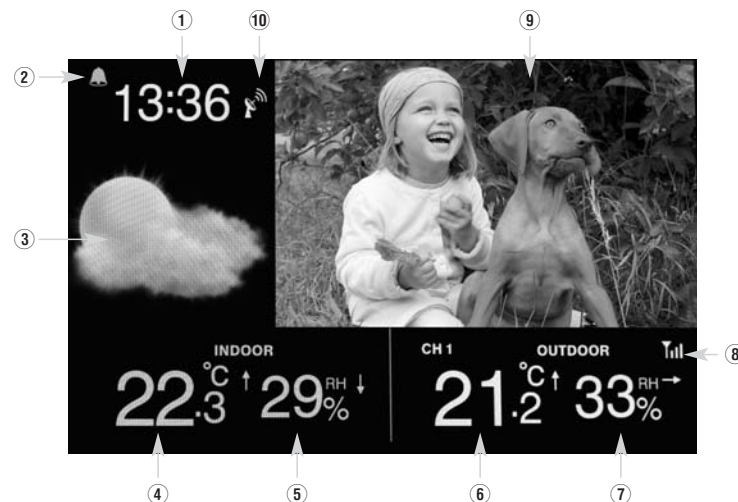 ① ⑩ ⑨
②
13:36
③
INDOOR CH 1 OUTDOOR
⑧
22.3 °C ↑ 29 RH % ↓ 21.2 °C ↑ 33 RH % →
④ ⑤ ⑥ ⑦